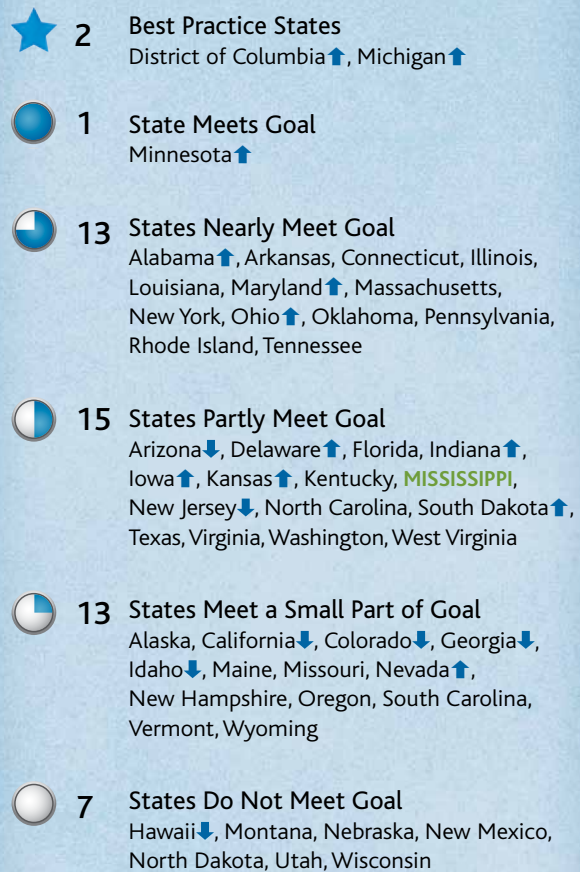 2 Best Practice States
District of Columbia⬆, Michigan⬆
1 State Meets Goal
Minnesota⬆
13 States Nearly Meet Goal
Alabama⬆, Arkansas, Connecticut, Illinois,
Louisiana, Maryland⬆, Massachusetts,
New York, Ohio⬆, Oklahoma, Pennsylvania,
Rhode Island, Tennessee
15 States Partly Meet Goal
Arizona⬇, Delaware⬆, Florida, Indiana⬆,
Iowa⬆, Kansas⬆, Kentucky, MISSISSIPPI,
New Jersey⬇, North Carolina, South Dakota⬆,
Texas, Virginia, Washington, West Virginia
13 States Meet a Small Part of Goal
Alaska, California⬇, Colorado⬇, Georgia⬇,
Idaho⬇, Maine, Missouri, Nevada⬆,
New Hampshire, Oregon, South Carolina,
Vermont, Wyoming
7 States Do Not Meet Goal
Hawaii⬇, Montana, Nebraska, New Mexico,
North Dakota, Utah, Wisconsin